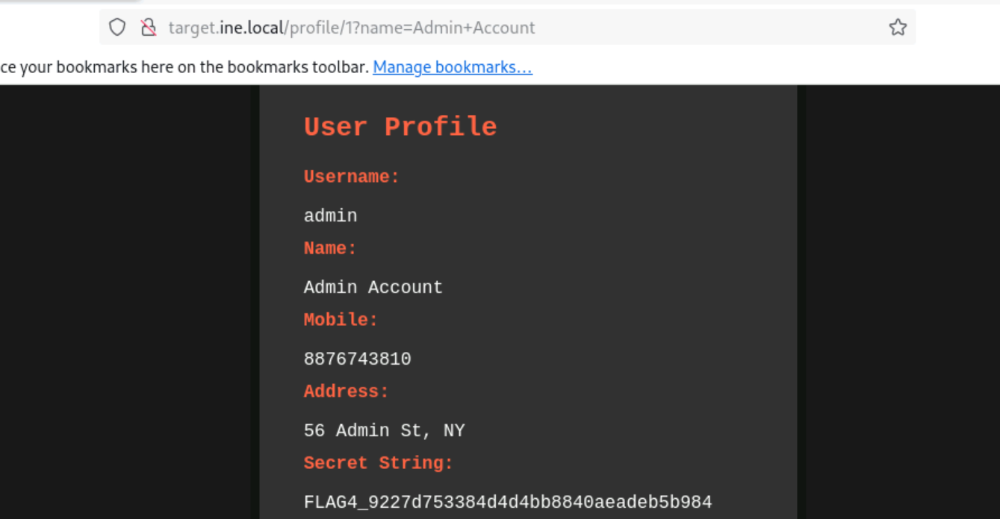 target.ine.local/profile/1?name=Admin+Account
ce your bookmarks here on the bookmarks toolbar. Manage bookmarks...
User Profile
Username:
admin
Name:
Admin Account
Mobile:
8876743810
Address:
56 Admin St, NY
Secret String:
FLAG4_9227d753384d4d4bb8840aeadeb5b984